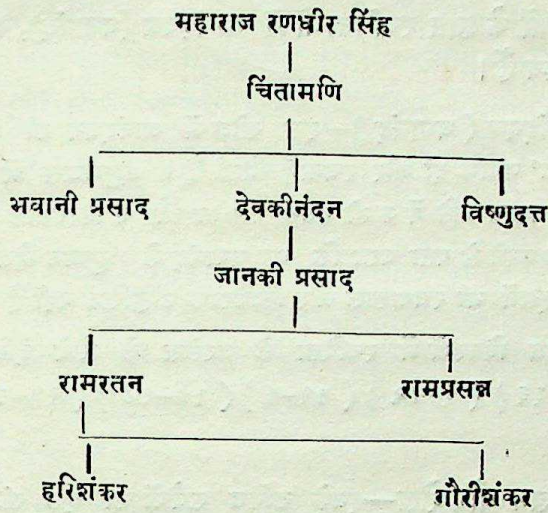 महाराज रणधीर सिंह
चिंतामणि
भवानी प्रसाद देवकीनंदन विष्णुदत्त
जानकी प्रसाद
रामरतन रामप्रसन्न
हरिशंकर गौरीशंकर